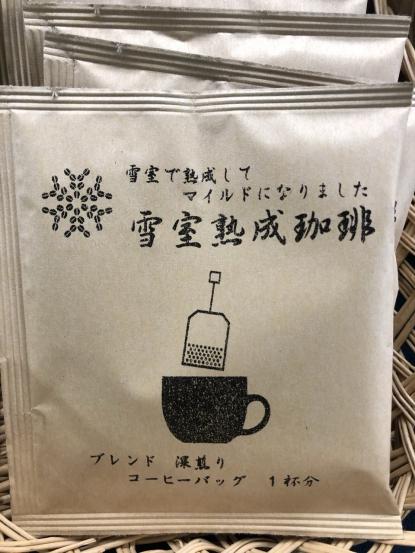 雪室で熟成して
マイルドになりました
雪室熟成珈琲
ブレンド 深煎り
コーヒーバッグ 1杯分